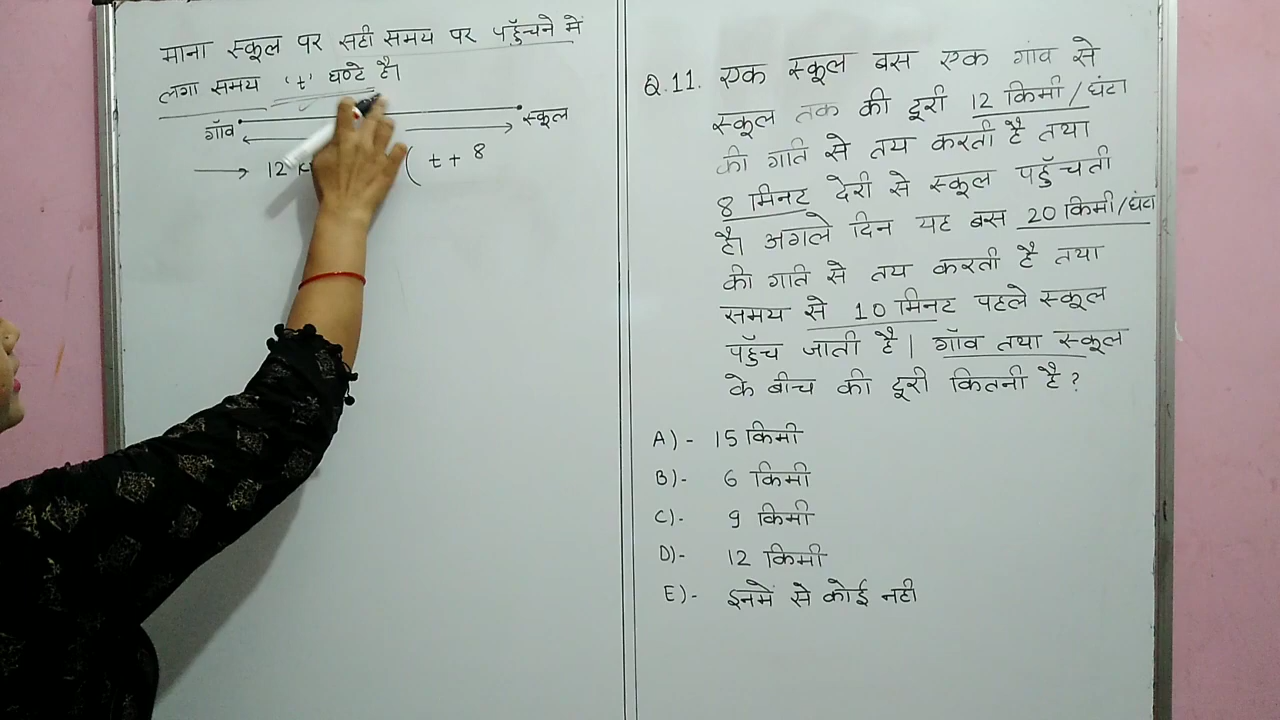 माना स्कूल पर सही समय पर पहुँचने में
लगा समय 't' घण्टे है।
गाँव स्कूल
→ 12 ( t + 8
Q.11. एक स्कूल बस एक गांव से
स्कूल तक की दूरी 12 किमी/घंटा
की गति से तय करती है तथा
8 मिनट देरी से स्कूल पहुँचती
है। अगले दिन यह बस 20 किमी/घंटा
की गति से तय करती है तथा
समय से 10 मिनट पहले स्कूल
पहुँच जाती है। गाँव तथा स्कूल
के बीच की दूरी कितनी है?
A)- 15 किमी
B)- 6 किमी
C)- 9 किमी
D)- 12 किमी
E)- इनमें से कोई नही